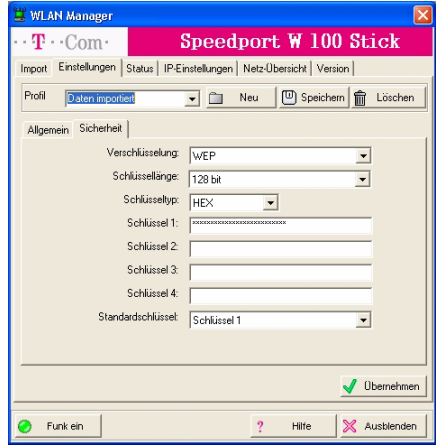 WLAN Manager
··T··Com· Speedport W 100 Stick
Import Einstellungen Status IP-Einstellungen Netz-Übersicht Version
Profil Daten importiert Neu Speichern Löschen
Allgemein Sicherheit
Verschlüsselung: WEP
Schlüssellänge: 128 bit
Schlüsseltyp: HEX
Schlüssel 1: **************************
Schlüssel 2:
Schlüssel 3:
Schlüssel 4:
Standardschlüssel: Schlüssel 1
Übernehmen
Funk ein ? Hilfe Ausblenden